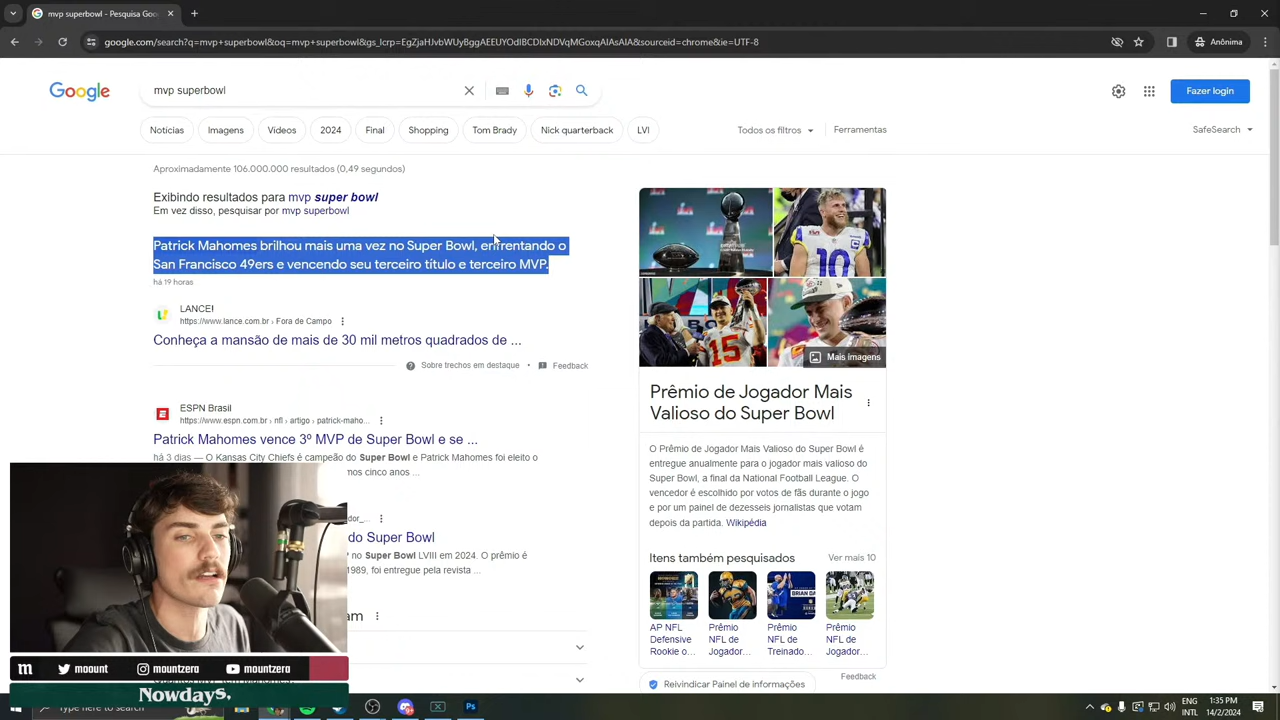 mvp superbowl - Pesquisa Goo
google.com/search?q=mvp+superbowl&oq=mvp+superbowl&gs_lcrp=EgZjaHJvbWUyBggAEEUYODIBCDIxNDVqMGoxqAIAsAIA&sourceid=chrome&ie=UTF-8
Anônima
Google
mvp superbowl
Fazer login
Notícias
Imagens
Vídeos
2024
Final
Shopping
Tom Brady
Nick quarterback
LVI
Todos os filtros
Ferramentas
SafeSearch
Aproximadamente 106.000.000 resultados (0,49 segundos)
Exibindo resultados para mvp super bowl
Em vez disso, pesquisar por mvp superbowl
Patrick Mahomes brilhou mais uma vez no Super Bowl, enfrentando o
San Francisco 49ers e vencendo seu terceiro título e terceiro MVP.
há 19 horas
LANCE!
https://www.lance.com.br › Fora de Campo
Conheça a mansão de mais de 30 mil metros quadrados de ...
Sobre trechos em destaque • Feedback
ESPN Brasil
https://www.espn.com.br › nfl › artigo › patrick-maho...
Patrick Mahomes vence 3º MVP de Super Bowl e se ...
há 3 dias — O Kansas City Chiefs é campeão do Super Bowl e Patrick Mahomes foi eleito o
mos cinco anos ...
dor_...
do Super Bowl
no Super Bowl LVIII em 2024. O prêmio é
1989, foi entregue pela revista ...
am
15
10
Mais imagens
Prêmio de Jogador Mais
Valioso do Super Bowl
O Prêmio de Jogador Mais Valioso do Super Bowl é
entregue anualmente para o jogador mais valioso do
Super Bowl, a final da National Football League. O
vencedor é escolhido por votos de fãs durante o jogo
e por um painel de dezesseis jornalistas que votam
depois da partida. Wikipédia
Itens também pesquisados
Ver mais 10
AP NFL
Defensive
Rookie o...
Prêmio
NFL de
Jogador...
Prêmio
NFL de
Treinado...
Prêmio
NFL de
Jogador...
Feedback
Reivindicar Painel de informações
m
moount
mountzera
mountzera
Nowdays,
Type here to search
Ps
ENG
INTL
1:35 PM
14/2/2024